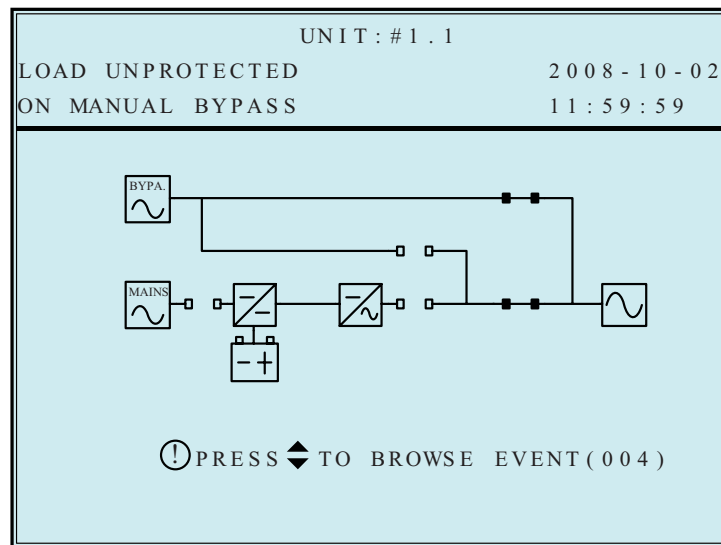 UNIT:#1.1
LOAD UNPROTECTED 2008-10-02
ON MANUAL BYPASS 11:59:59
BYPA.
MAINS
! PRESS TO BROWSE EVENT(004)